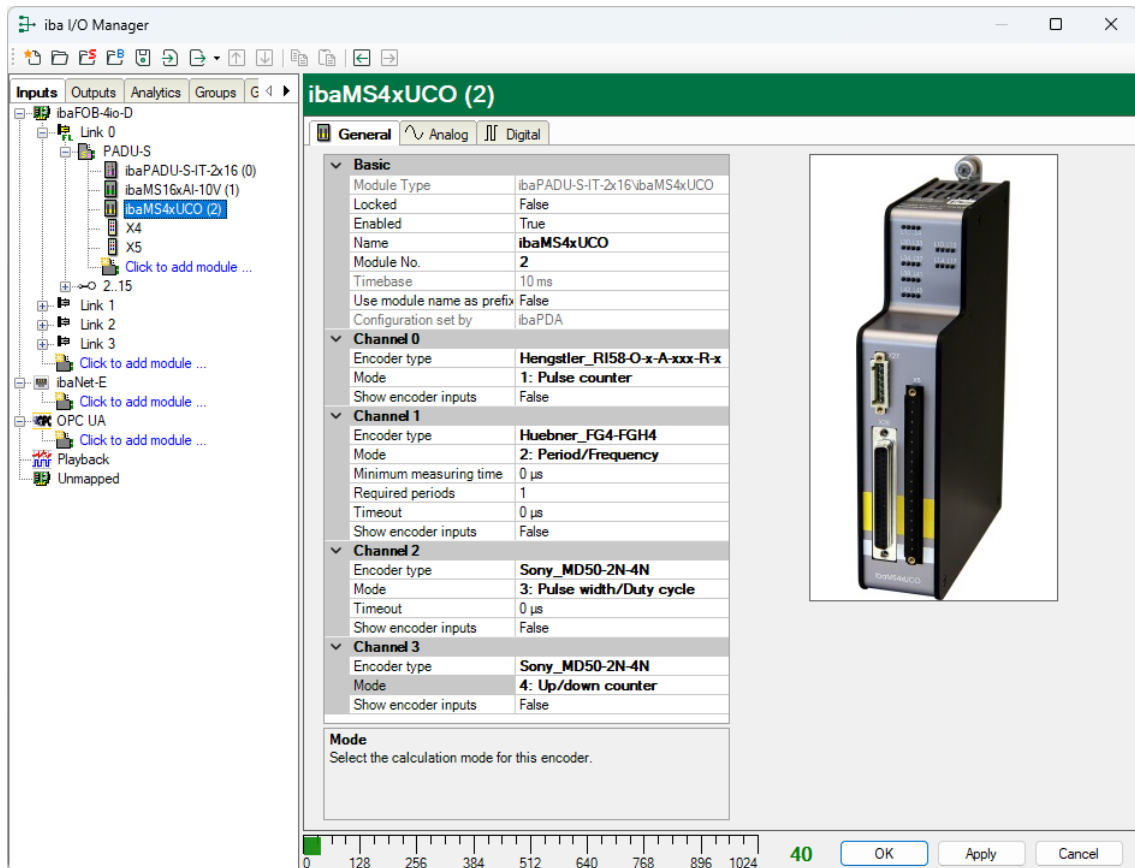 iba I/O Manager
Inputs Outputs Analytics Groups G
ibaFOB-4io-D
Link 0
PADU-S
ibaPADU-S-IT-2x16 (0)
ibaMS16xAI-10V (1)
ibaMS4xUCO (2)
X4
X5
Click to add module ...
2..15
Link 1
Link 2
Link 3
Click to add module ...
ibaNet-E
Click to add module ...
OPC UA
Click to add module ...
Playback
Unmapped
ibaMS4xUCO (2)
General Analog Digital
Basic
Module Type ibaPADU-S-IT-2x16\ibaMS4xUCO
Locked False
Enabled True
Name ibaMS4xUCO
Module No. 2
Timebase 10 ms
Use module name as prefix False
Configuration set by ibaPDA
Channel 0
Encoder type Hengstler_RI58-O-x-A-xxx-R-x
Mode 1: Pulse counter
Show encoder inputs False
Channel 1
Encoder type Huebner_FG4-FGH4
Mode 2: Period/Frequency
Minimum measuring time 0 µs
Required periods 1
Timeout 0 µs
Show encoder inputs False
Channel 2
Encoder type Sony_MD50-2N-4N
Mode 3: Pulse width/Duty cycle
Timeout 0 µs
Show encoder inputs False
Channel 3
Encoder type Sony_MD50-2N-4N
Mode 4: Up/down counter
Show encoder inputs False
Mode
Select the calculation mode for this encoder.
X27
X5
ibaMS4xUCO
0 128 256 384 512 640 768 896 1024
40
OK Apply Cancel